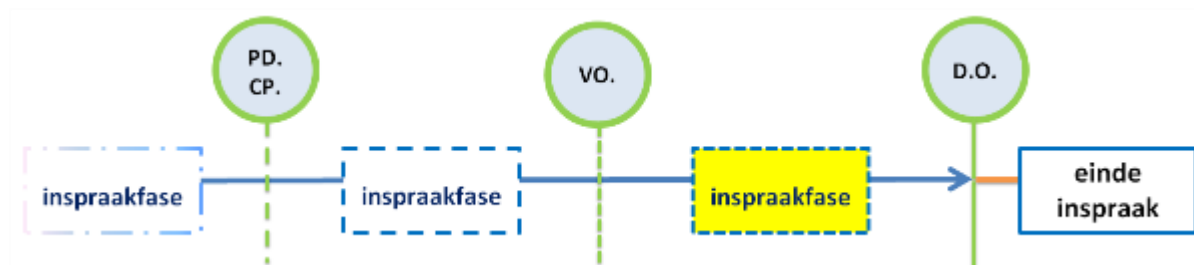 PD.
CP.
VO.
D.O.
inspraakfase
inspraakfase
inspraakfase
einde
inspraak